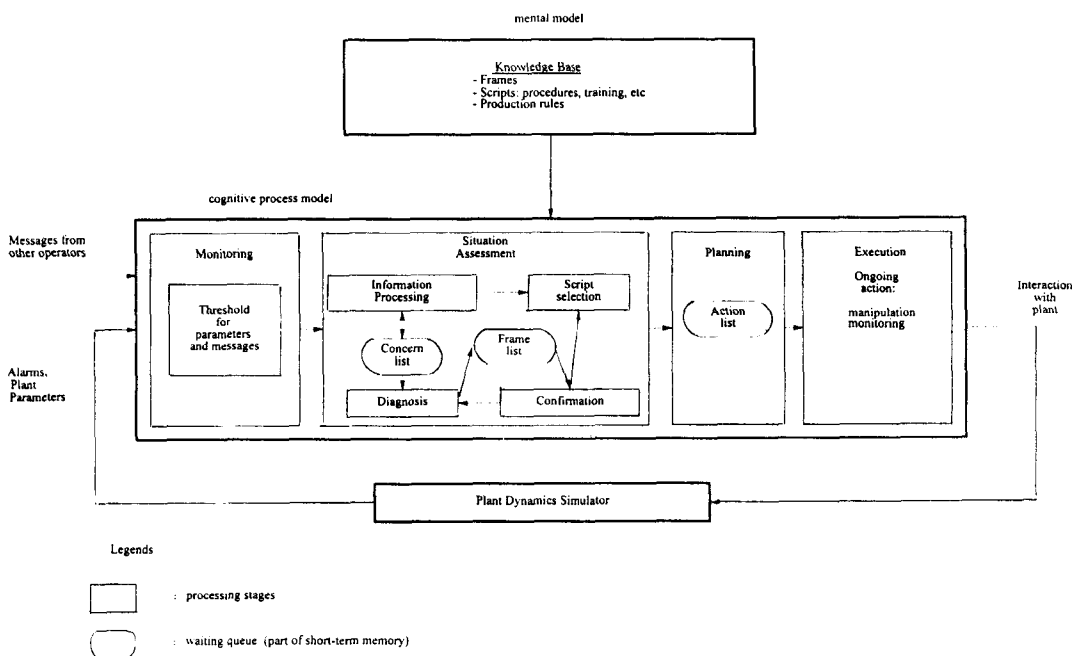 mental model
Knowledge Base
- Frames
- Scripts: procedures, training, etc
- Production rules
cognitive process model
Messages from
other operators
Alarms,
Plant
Parameters
Monitoring
Threshold
for
parameters
and messages
Situation
Assessment
Information
Processing
Script
selection
Concern
list
Frame
list
Diagnosis
Confirmation
Planning
Action
list
Execution
Ongoing
action:
manipulation
monitoring
Interaction
with
plant
Plant Dynamics Simulator
Legends
: processing stages
: waiting queue (part of short-term memory)